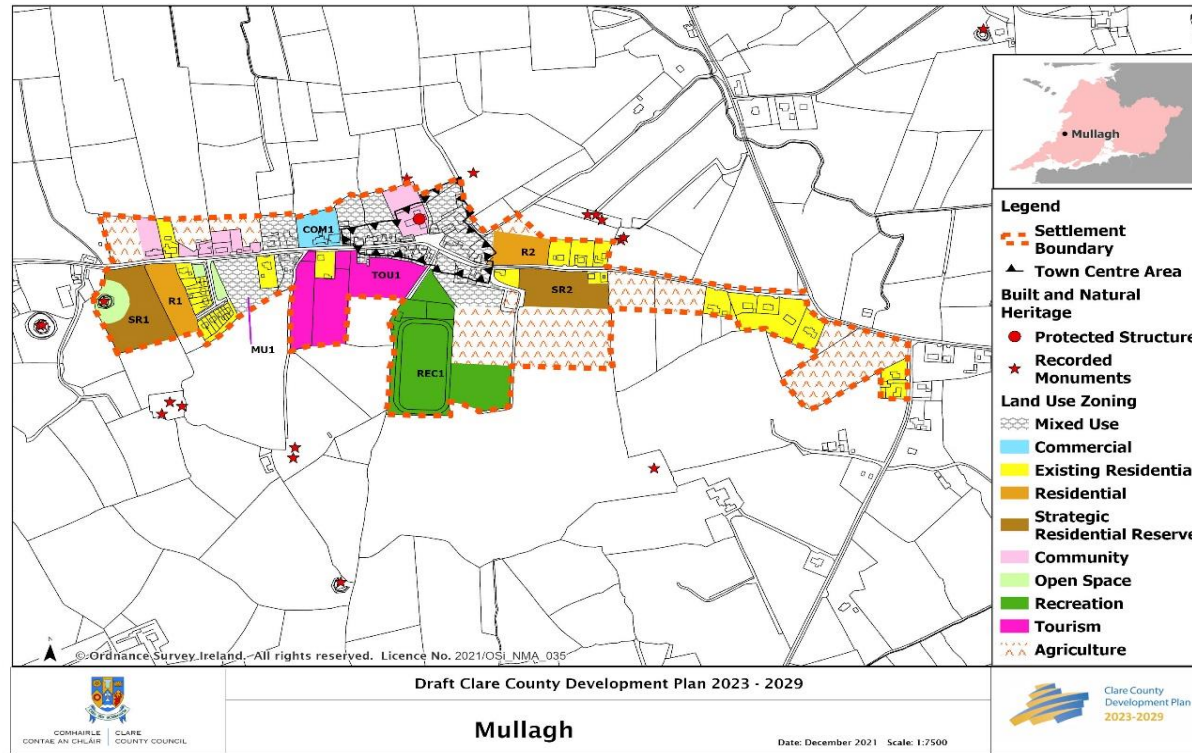 COM1
R2
TOU1
SR1
R1
SR2
MU1
REC1
Mullagh
Legend
Settlement
Boundary
Town Centre Area
Built and Natural
Heritage
Protected Structure
Recorded
Monuments
Land Use Zoning
Mixed Use
Commercial
Existing Residential
Residential
Strategic
Residential Reserve
Community
Open Space
Recreation
Tourism
Agriculture
N
© Ordnance Survey Ireland. All rights reserved. Licence No. 2021/OSi_NMA_035
COMHAIRLE CLARE
CONTAE AN CHLÁIR COUNTY COUNCIL
Draft Clare County Development Plan 2023 - 2029
Mullagh
Date: December 2021 Scale: 1:7500
Clare County
Development Plan
2023-2029